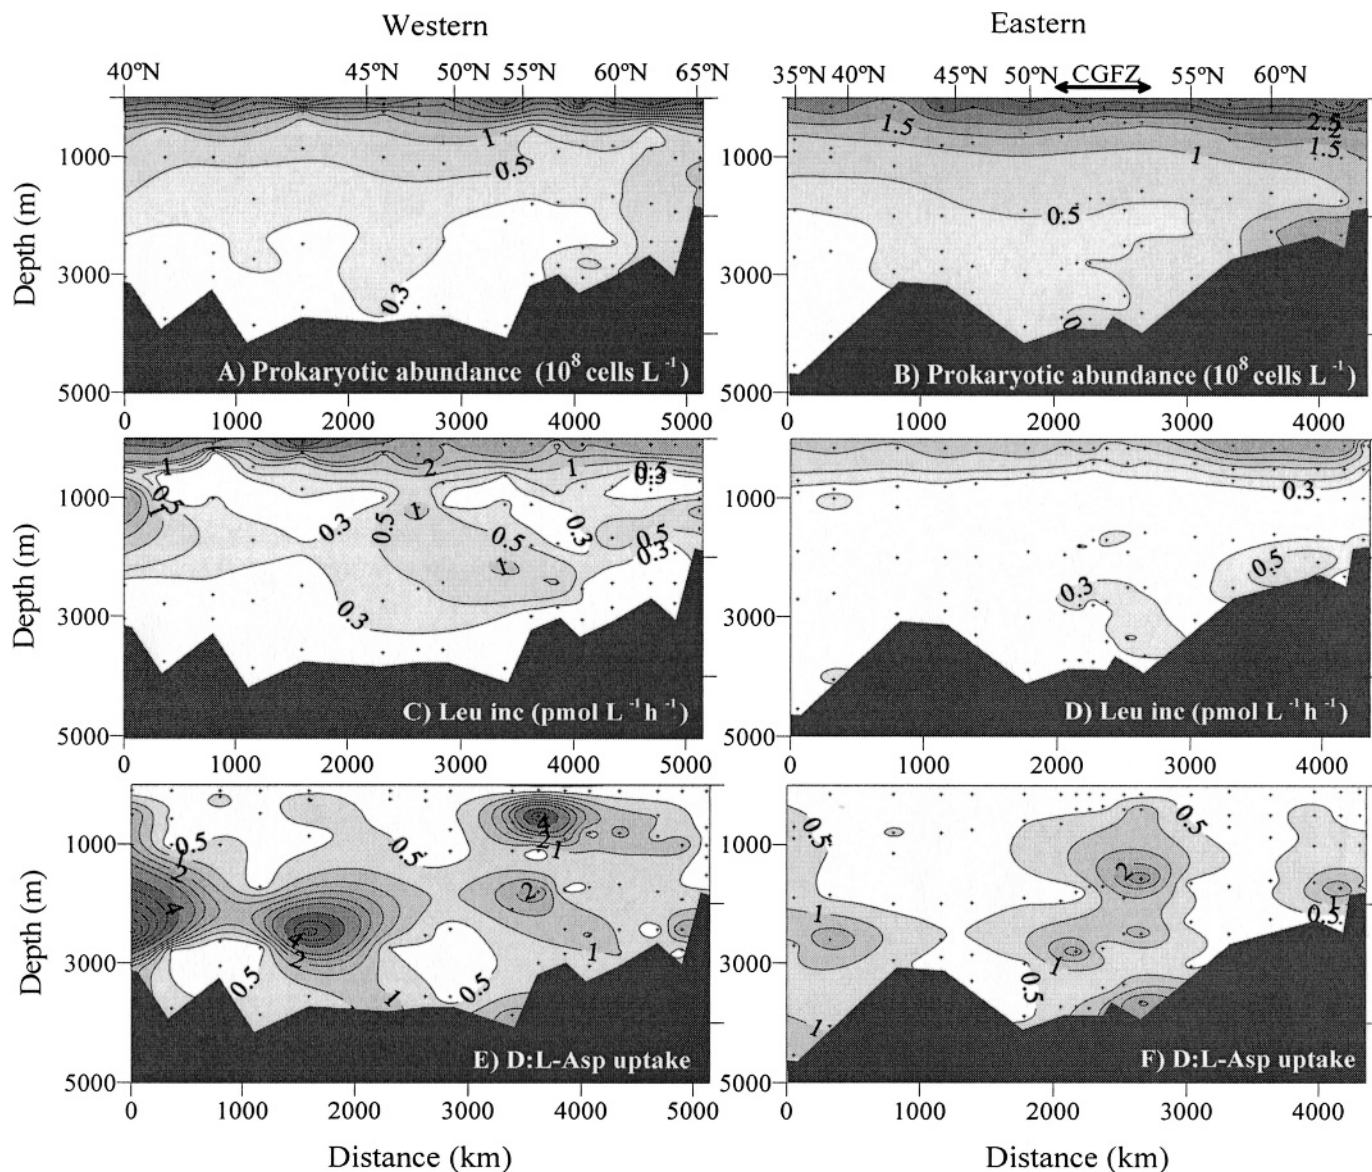 Western Eastern
40ºN 45ºN 50ºN 55ºN 60ºN 65ºN 35ºN 40ºN 45ºN 50ºN CGFZ 55ºN 60ºN
1 0.5 0.3 1.5 1 0.5 0 2.5 2 1.5
Depth (m) 1000 3000 5000 1000 3000 5000
A) Prokaryotic abundance (10⁸ cells L⁻¹) B) Prokaryotic abundance (10⁸ cells L⁻¹)
0 1000 2000 3000 4000 5000 0 1000 2000 3000 4000
1 2 1 0.5 0.3 0.5 1 0.5 1 0.3 0.5 0.3 0.3 0.3 0.3 0.5
Depth (m) 1000 3000 5000 1000 3000 5000
C) Leu inc (pmol L⁻¹h⁻¹) D) Leu inc (pmol L⁻¹h⁻¹)
0 1000 2000 3000 4000 5000 0 1000 2000 3000 4000
0.5 1 2 4 0.5 4 2 1 2 4 2 0.5 1 0.5 1 0.5 1 1 0.5 2 1 0.5 1 0.5
Depth (m) 1000 3000 5000 1000 3000 5000
E) D:L-Asp uptake F) D:L-Asp uptake
0 1000 2000 3000 4000 5000 0 1000 2000 3000 4000
Distance (km) Distance (km)